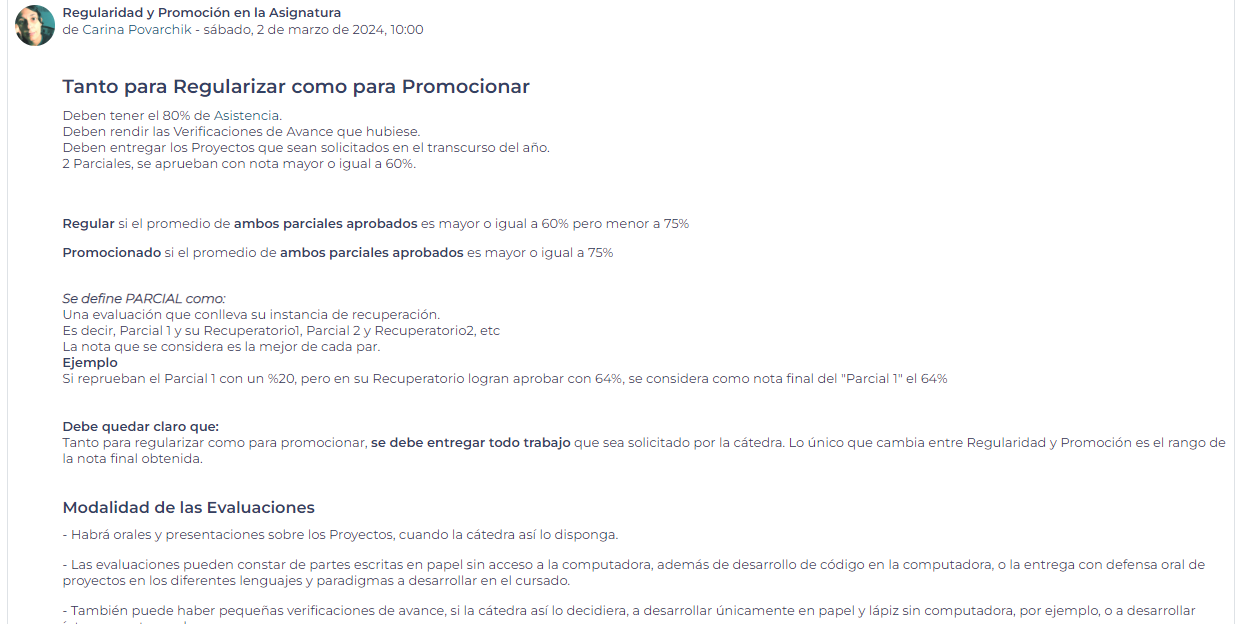 Regularidad y Promoción en la Asignatura
de Carina Povarchik - sábado, 2 de marzo de 2024, 10:00
Tanto para Regularizar como para Promocionar
Deben tener el 80% de Asistencia.
Deben rendir las Verificaciones de Avance que hubiese.
Deben entregar los Proyectos que sean solicitados en el transcurso del año.
2 Parciales, se aprueban con nota mayor o igual a 60%.
Regular si el promedio de ambos parciales aprobados es mayor o igual a 60% pero menor a 75%
Promocionado si el promedio de ambos parciales aprobados es mayor o igual a 75%
Se define PARCIAL como:
Una evaluación que conlleva su instancia de recuperación.
Es decir, Parcial 1 y su Recuperatorio1, Parcial 2 y Recuperatorio2, etc
La nota que se considera es la mejor de cada par.
Ejemplo
Si reprueban el Parcial 1 con un %20, pero en su Recuperatorio logran aprobar con 64%, se considera como nota final del "Parcial 1" el 64%
Debe quedar claro que:
Tanto para regularizar como para promocionar, se debe entregar todo trabajo que sea solicitado por la cátedra. Lo único que cambia entre Regularidad y Promoción es el rango de
la nota final obtenida.
Modalidad de las Evaluaciones
- Habrá orales y presentaciones sobre los Proyectos, cuando la cátedra así lo disponga.
- Las evaluaciones pueden constar de partes escritas en papel sin acceso a la computadora, además de desarrollo de código en la computadora, o la entrega con defensa oral de
proyectos en los diferentes lenguajes y paradigmas a desarrollar en el cursado.
- También puede haber pequeñas verificaciones de avance, si la cátedra así lo decidiera, a desarrollar únicamente en papel y lápiz sin computadora, por ejemplo, o a desarrollar